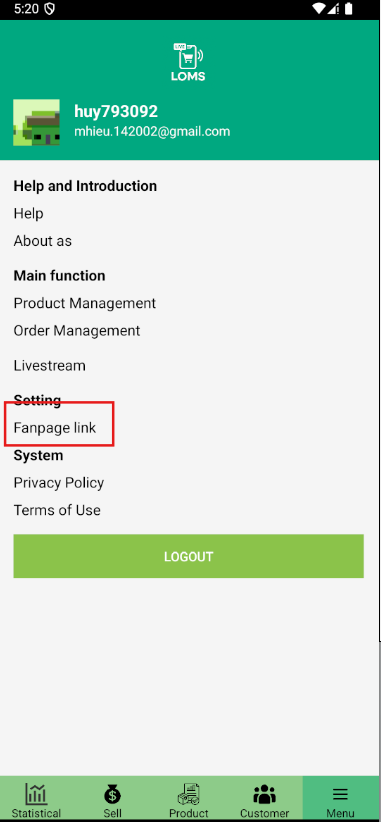 5:20
LIVE
LOMS
huy793092
mhieu.142002@gmail.com
Help and Introduction
Help
About as
Main function
Product Management
Order Management
Livestream
Setting
Fanpage link
System
Privacy Policy
Terms of Use
LOGOUT
Statistical Sell Product Customer Menu